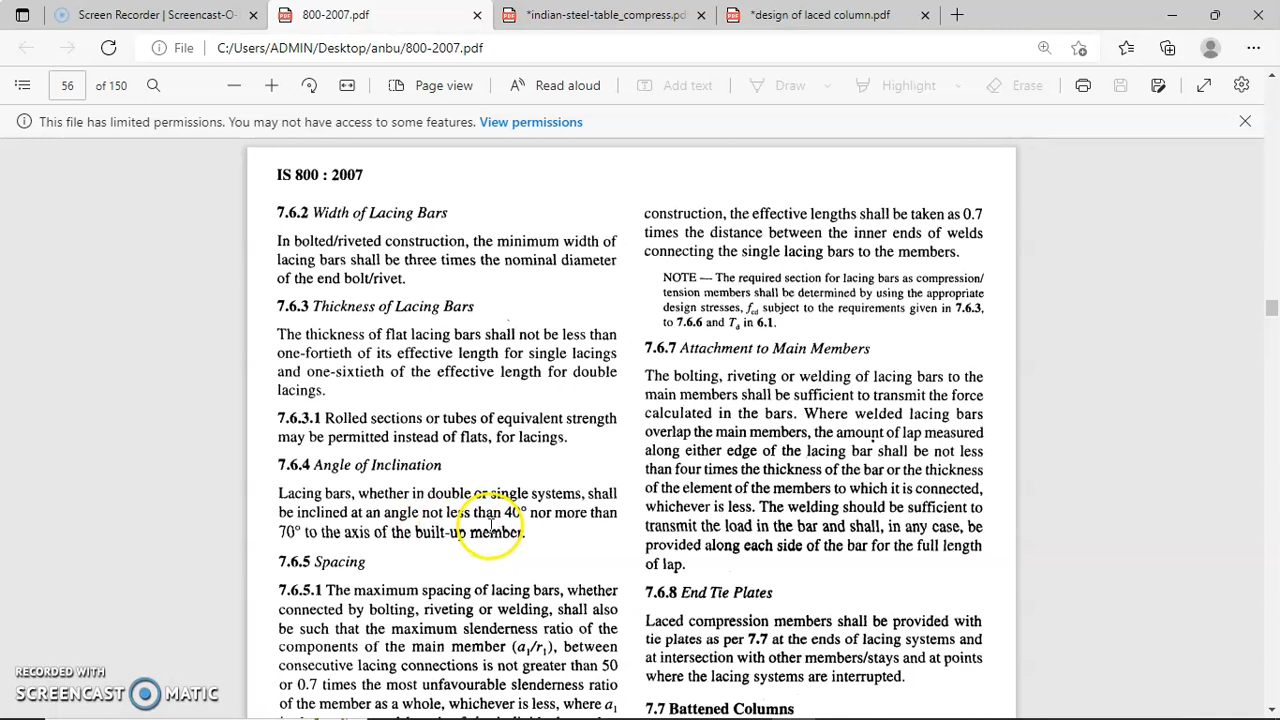 Screen Recorder | Screencast-O-
800-2007.pdf
*indian-steel-table_compress.pd
*design of laced column.pdf
File
C:/Users/ADMIN/Desktop/anbu/800-2007.pdf
56
of 150
Page view
Read aloud
Add text
Draw
Highlight
Erase
This file has limited permissions. You may not have access to some features. View permissions
IS 800 : 2007
7.6.2 Width of Lacing Bars
In bolted/riveted construction, the minimum width of
lacing bars shall be three times the nominal diameter
of the end bolt/rivet.
7.6.3 Thickness of Lacing Bars
The thickness of flat lacing bars shall not be less than
one-fortieth of its effective length for single lacings
and one-sixtieth of the effective length for double
lacings.
7.6.3.1 Rolled sections or tubes of equivalent strength
may be permitted instead of flats, for lacings.
7.6.4 Angle of Inclination
Lacing bars, whether in double or single systems, shall
be inclined at an angle not less than 40° nor more than
70° to the axis of the built-up member.
7.6.5 Spacing
7.6.5.1 The maximum spacing of lacing bars, whether
connected by bolting, riveting or welding, shall also
be such that the maximum slenderness ratio of the
components of the main member (a₁/r₁), between
consecutive lacing connections is not greater than 50
or 0.7 times the most unfavourable slenderness ratio
of the member as a whole, whichever is less, where a₁
construction, the effective lengths shall be taken as 0.7
times the distance between the inner ends of welds
connecting the single lacing bars to the members.
NOTE — The required section for lacing bars as compression/
tension members shall be determined by using the appropriate
design stresses, f_cd subject to the requirements given in 7.6.3,
to 7.6.6 and T_d in 6.1.
7.6.7 Attachment to Main Members
The bolting, riveting or welding of lacing bars to the
main members shall be sufficient to transmit the force
calculated in the bars. Where welded lacing bars
overlap the main members, the amount of lap measured
along either edge of the lacing bar shall be not less
than four times the thickness of the bar or the thickness
of the element of the members to which it is connected,
whichever is less. The welding should be sufficient to
transmit the load in the bar and shall, in any case, be
provided along each side of the bar for the full length
of lap.
7.6.8 End Tie Plates
Laced compression members shall be provided with
tie plates as per 7.7 at the ends of lacing systems and
at intersection with other members/stays and at points
where the lacing systems are interrupted.
7.7 Battened Columns
RECORDED WITH
SCREENCAST MATIC